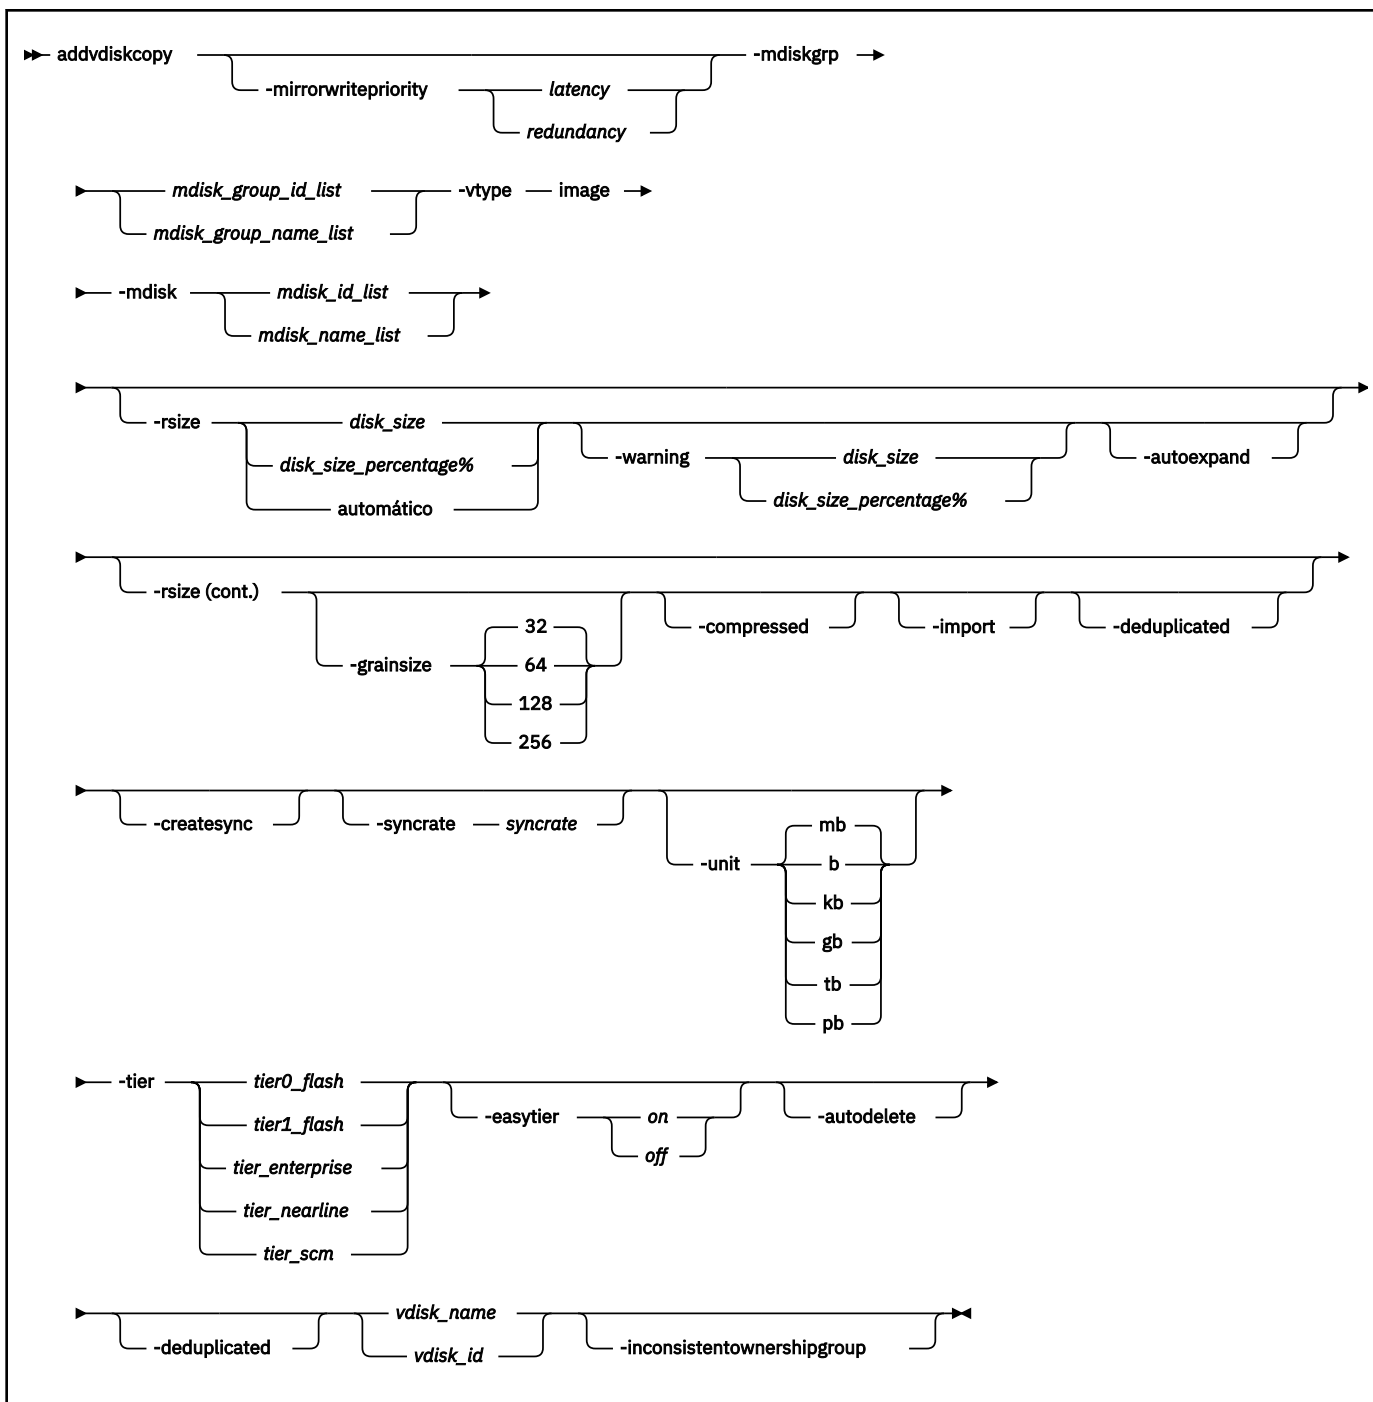 addvdiskcopy -mdiskgrp
-mirrorwritepriority latency
redundancy
mdisk_group_id_list -vtype image
mdisk_group_name_list
-mdisk mdisk_id_list
mdisk_name_list
-rsize disk_size
-warning disk_size -autoexpand
disk_size_percentage%
disk_size_percentage%
automático
-rsize (cont.)
-compressed -import -deduplicated
32
-grainsize 64
128
256
-createsync -syncrate syncrate
mb
-unit b
kb
gb
tb
pb
-tier tier0_flash
-easytier on -autodelete
tier1_flash
off
tier_enterprise
tier_nearline
tier_scm
vdisk_name
-deduplicated vdisk_id -inconsistentownershipgroup